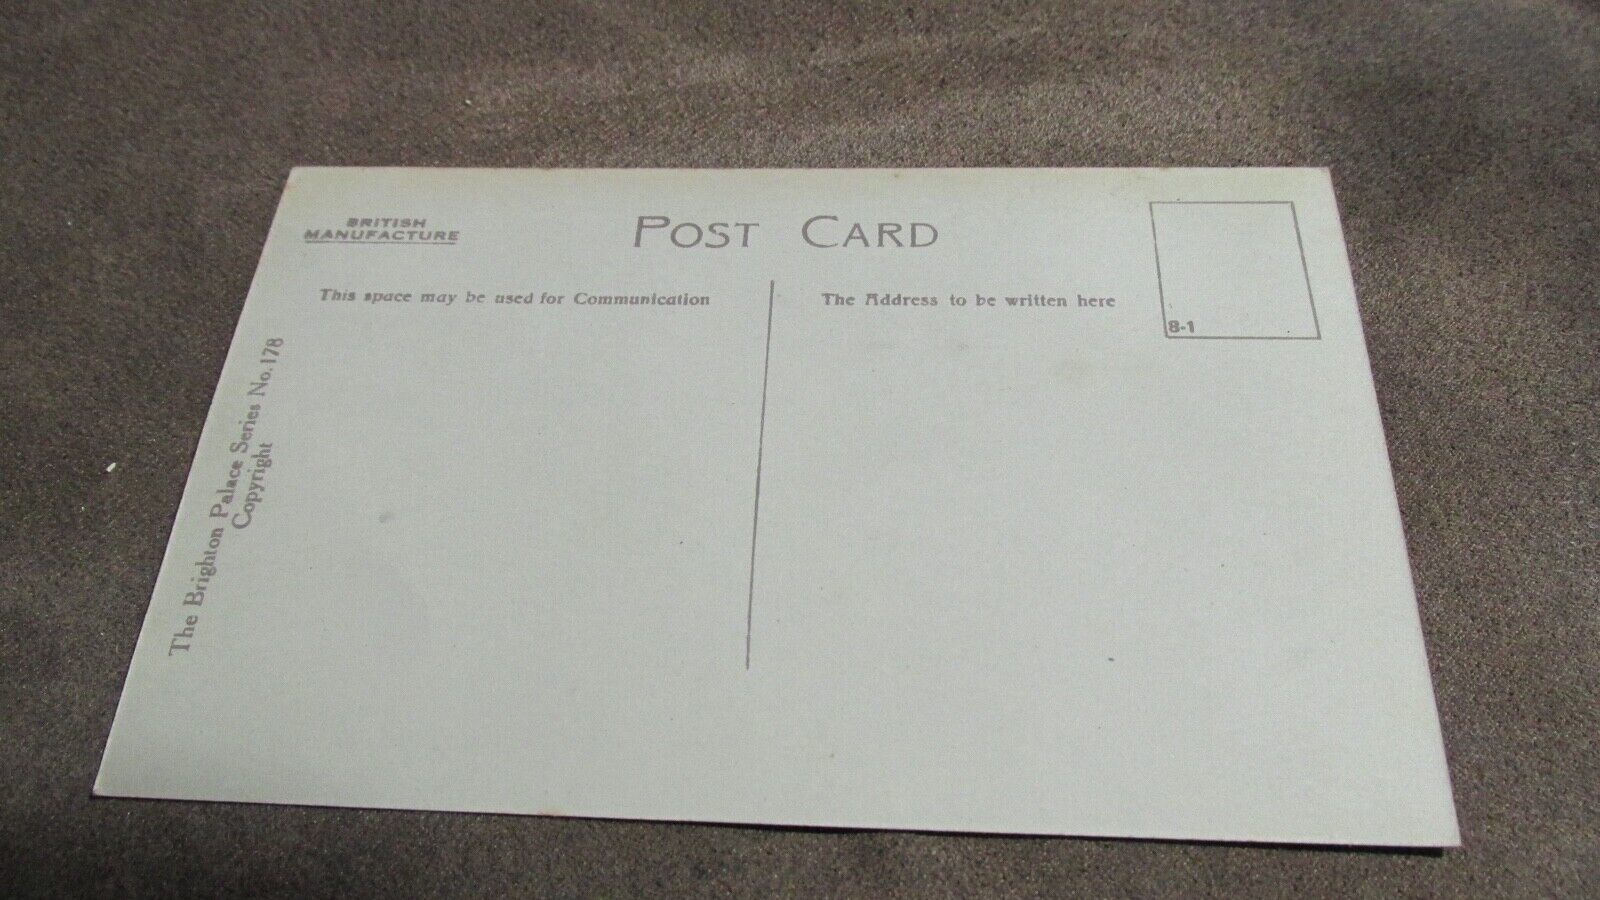 BRITISH
MANUFACTURE
POST CARD
This space may be used for Communication
The Address to be written here
8-1
The Brighton Palace Series No. 178
Copyright